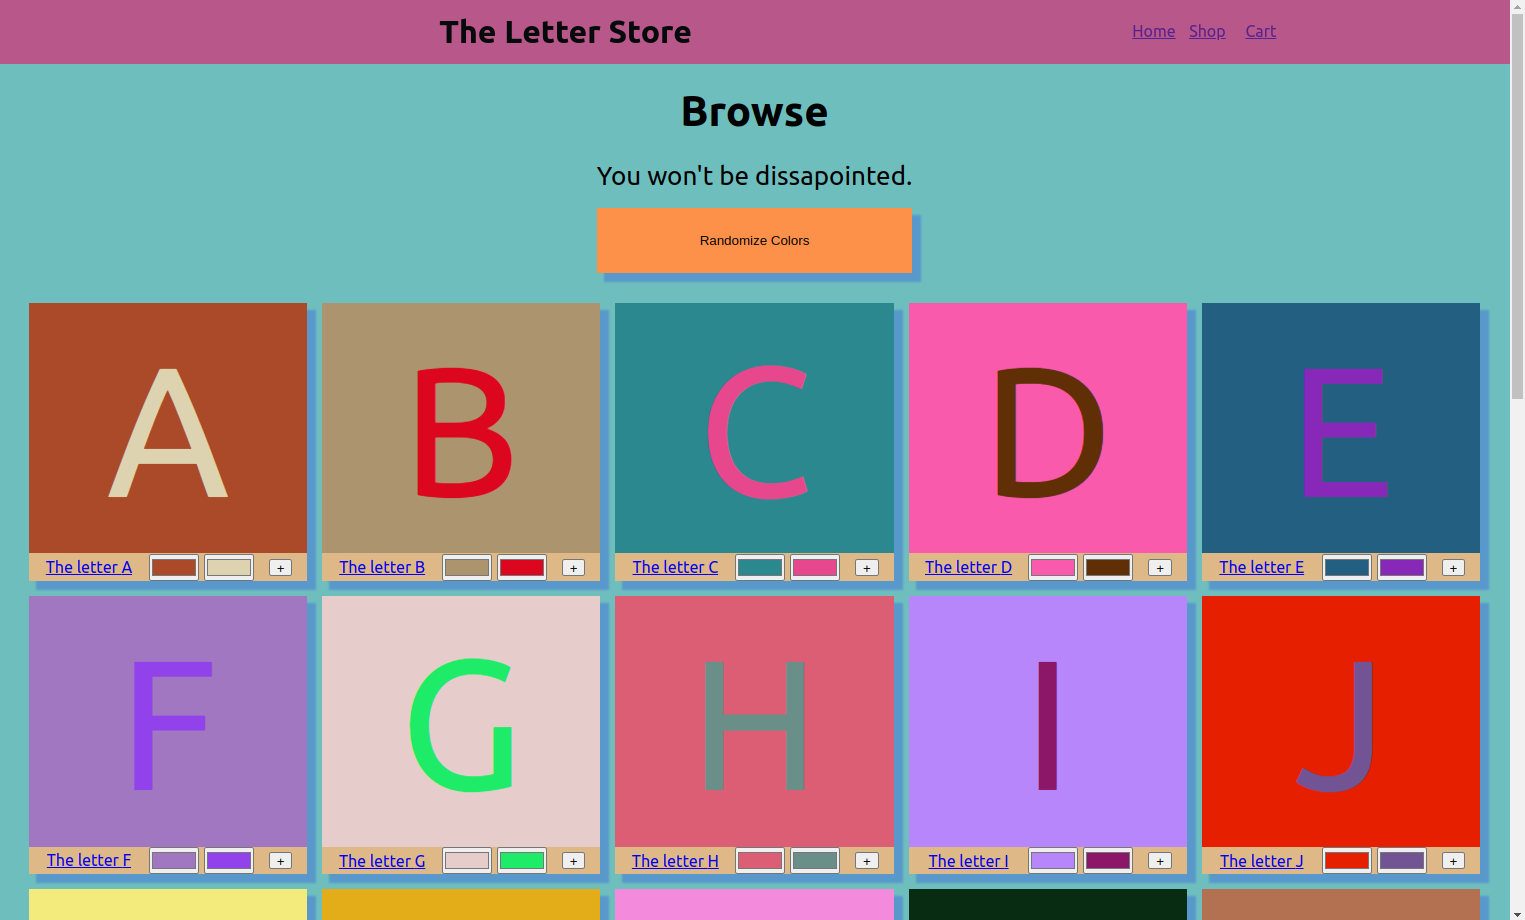 The Letter Store Home Shop Cart
Browse
You won't be dissapointed.
Randomize Colors
A B C D E
The letter A + The letter B + The letter C + The letter D + The letter E +
F G H I J
The letter F + The letter G + The letter H + The letter I + The letter J +